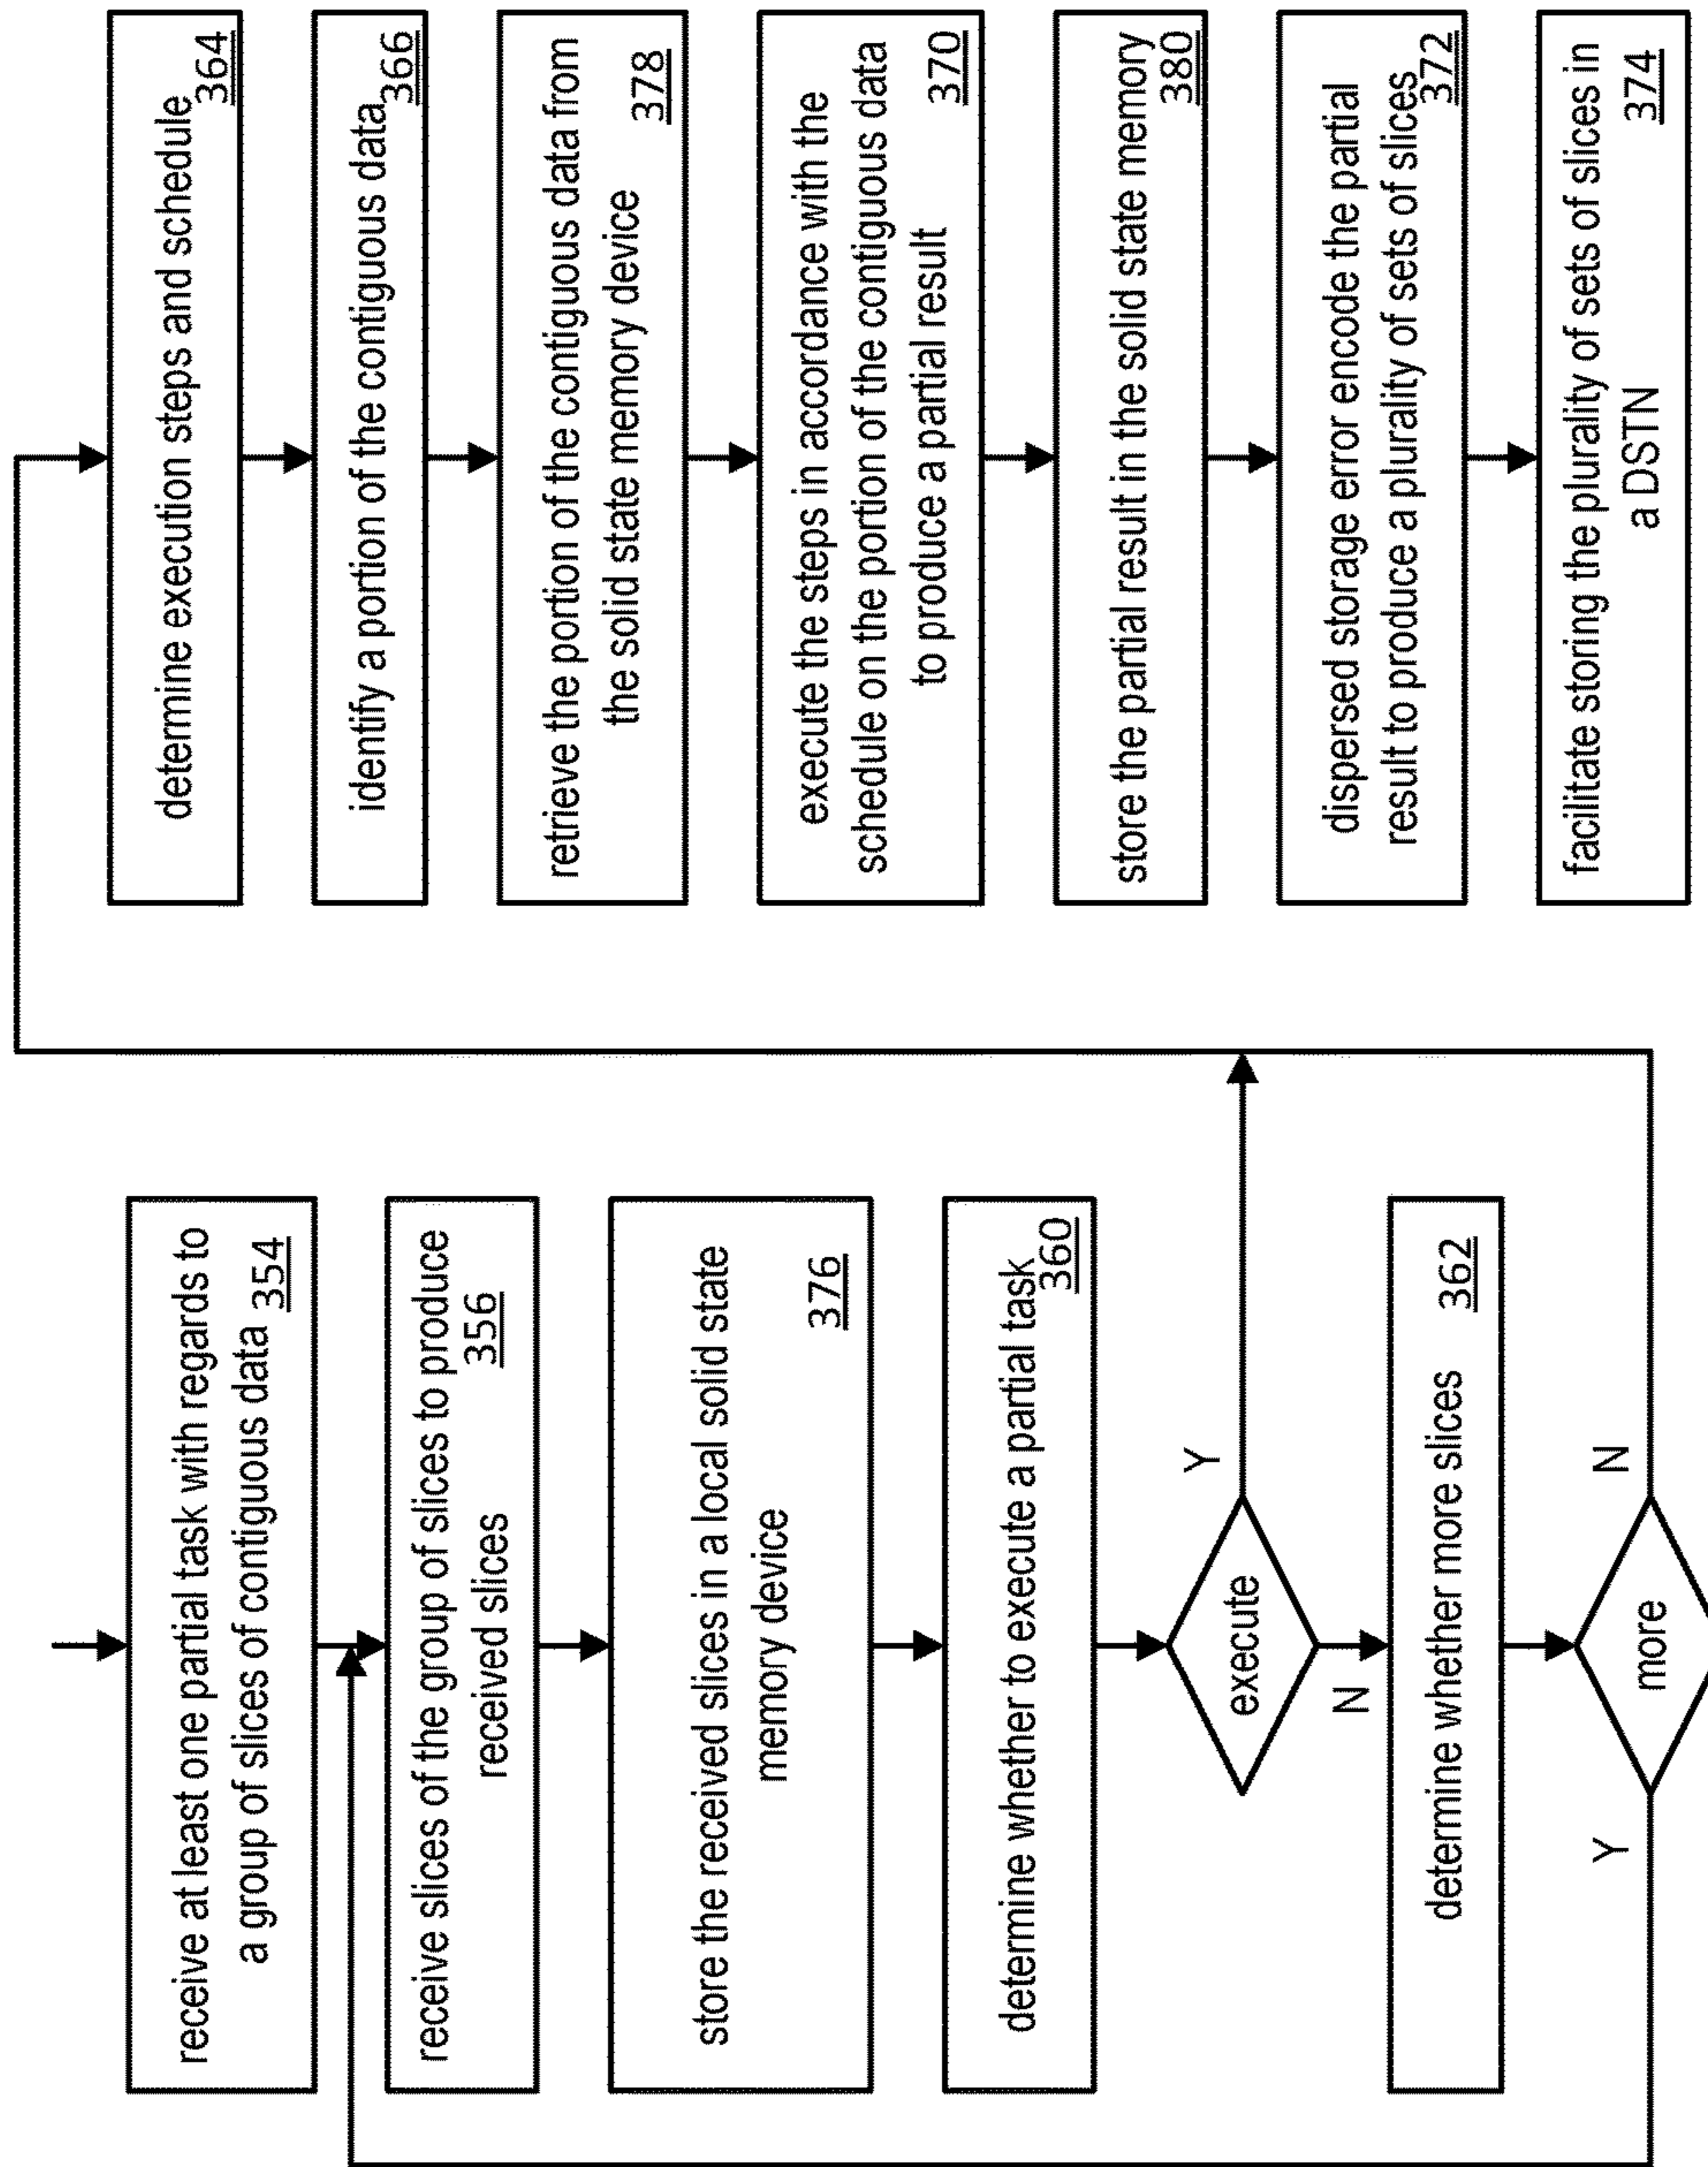 receive at least one partial task with regards to
a group of slices of contiguous data 354
receive slices of the group of slices to produce
received slices 356
store the received slices in a local solid state
memory device 376
determine whether to execute a partial task
360
execute
Y
N
determine whether more slices 362
more
Y
N
determine execution steps and schedule
364
identify a portion of the contiguous data
366
retrieve the portion of the contiguous data from
the solid state memory device 378
execute the steps in accordance with the
schedule on the portion of the contiguous data
to produce a partial result 370
store the partial result in the solid state memory
380
dispersed storage error encode the partial
result to produce a plurality of sets of slices
372
facilitate storing the plurality of sets of slices in
a DSTN 374